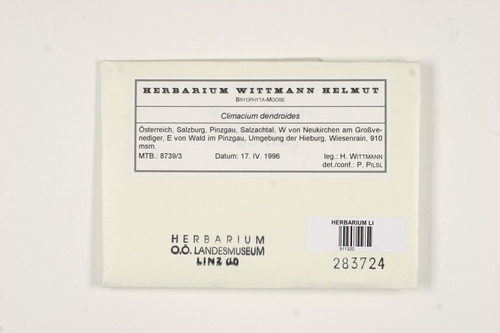 HERBARIUM WITTMANN HELMUT
BRYOPHYTA-MOOSE
Climacium dendroides
Österreich, Salzburg, Pinzgau, Salzachtal, W von Neukirchen am Großve-
nediger, E von Wald im Pinzgau, Umgebung der Hieburg, Wiesenrain, 910
msm.
MTB.: 8739/3 Datum: 17. IV. 1996 leg.: H. WITTMANN
det./conf.: P. PILSL
HERBARIUM LI
911320
HERBARIUM
O.Ö. LANDESMUSEUM
LINZ
283724